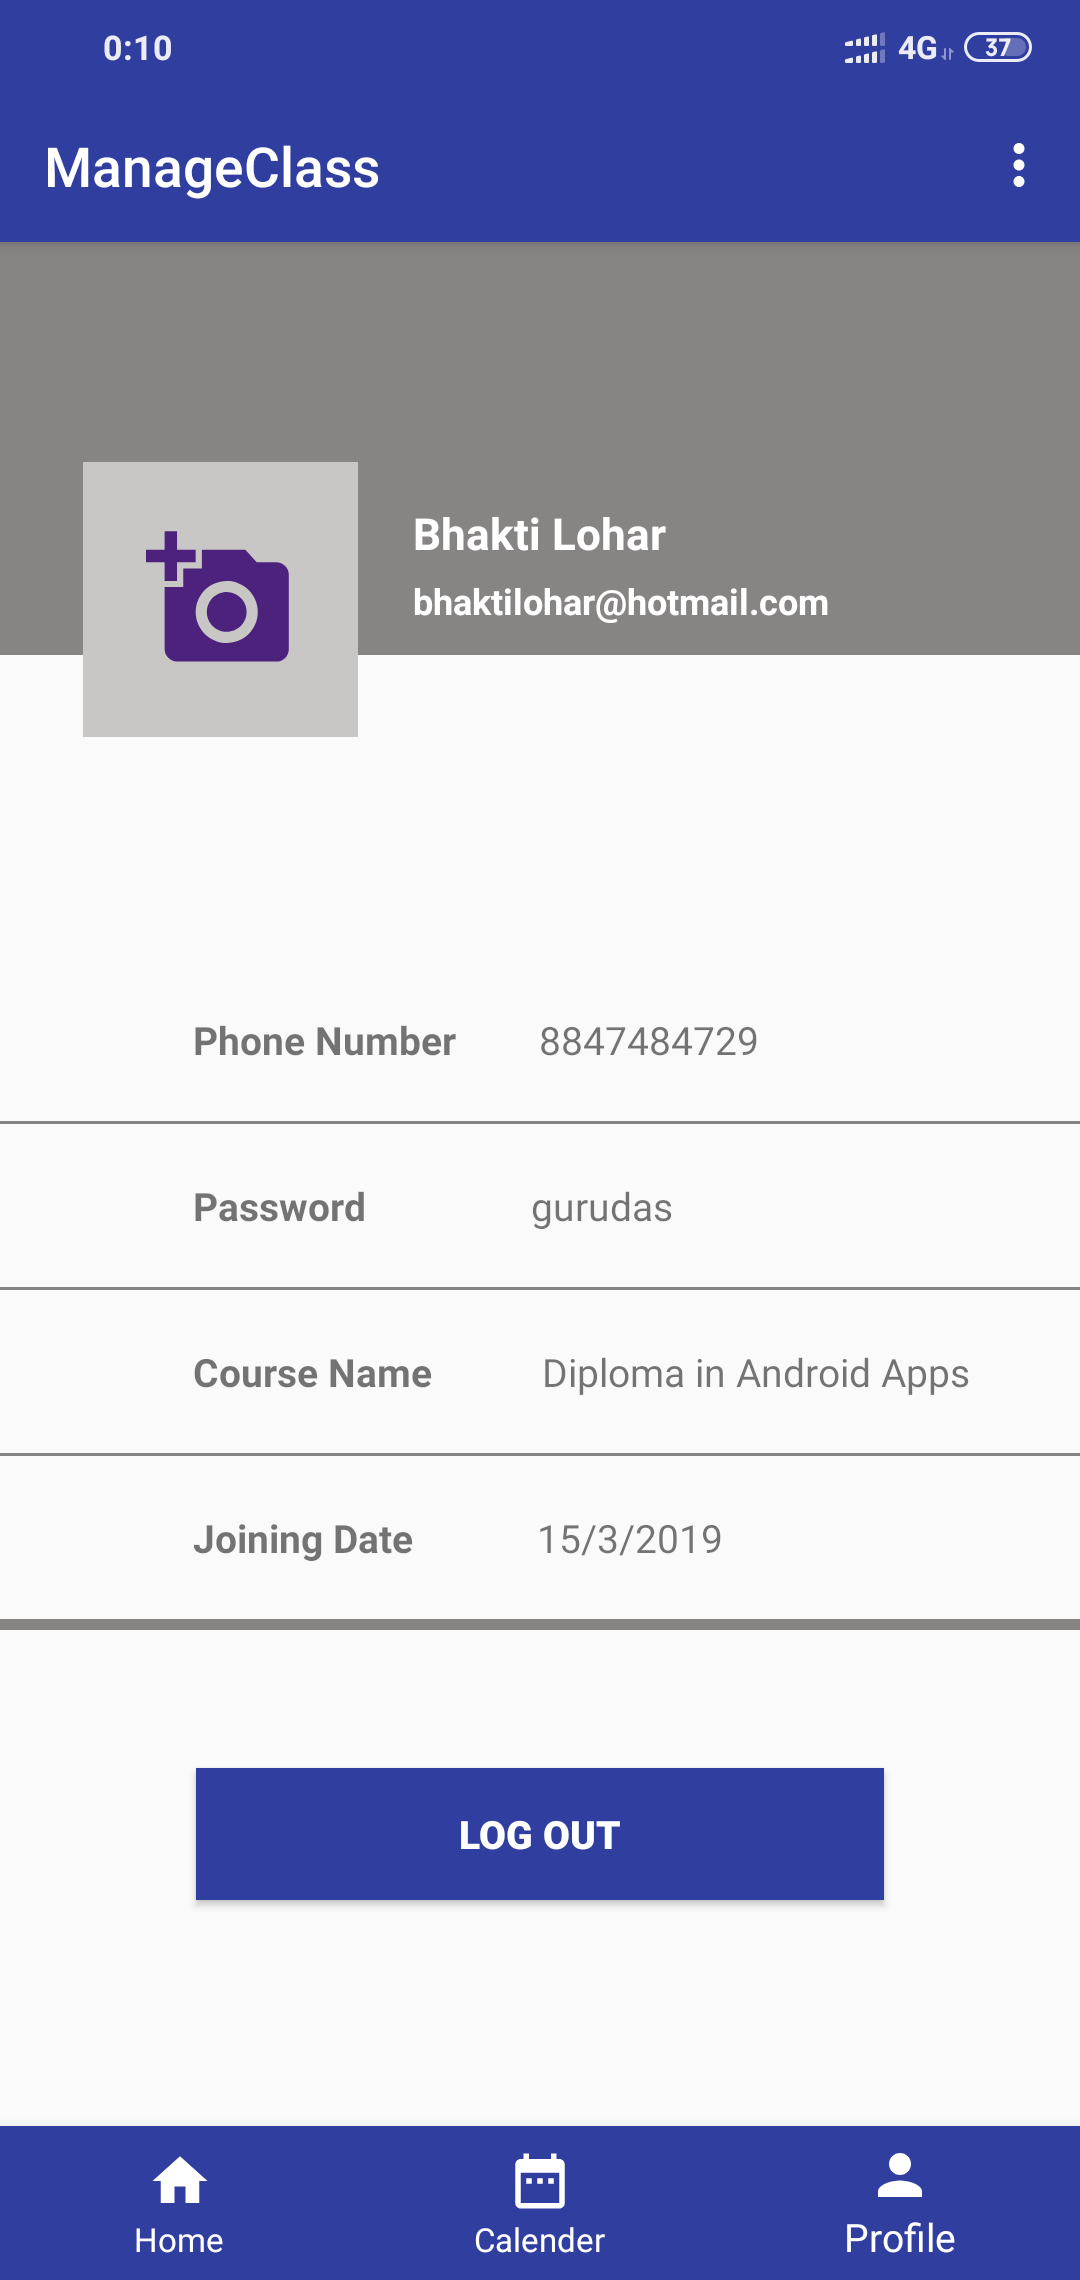 0:10
4G 37
ManageClass
Bhakti Lohar
bhaktilohar@hotmail.com
Phone Number 8847484729
Password gurudas
Course Name Diploma in Android Apps
Joining Date 15/3/2019
LOG OUT
Home Calender Profile